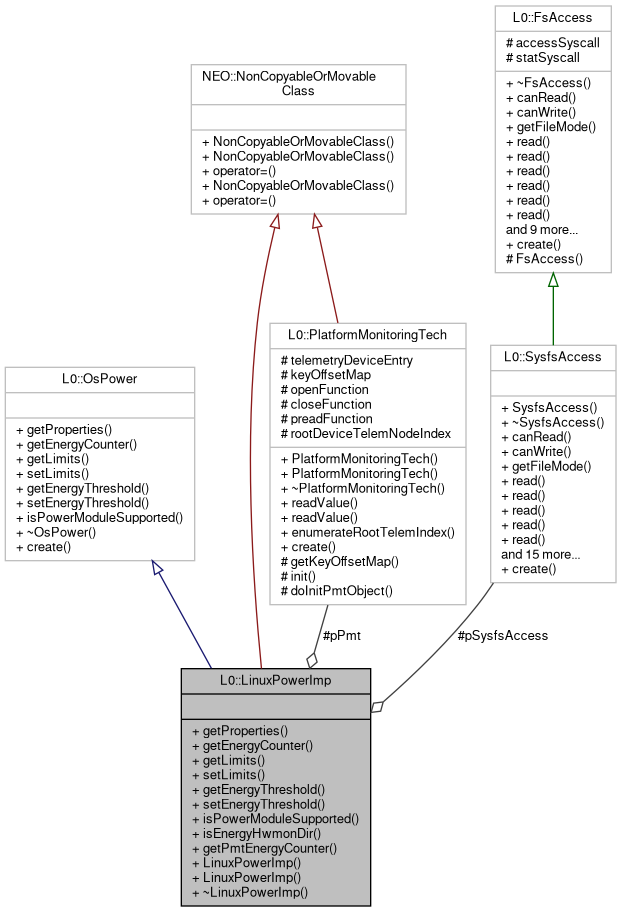 L0::FsAccess
# accessSyscall
# statSyscall
+ ~FsAccess()
+ canRead()
+ canWrite()
+ getFileMode()
+ read()
+ read()
+ read()
+ read()
+ read()
+ read()
and 9 more...
+ create()
# FsAccess()
NEO::NonCopyableOrMovable
Class
+ NonCopyableOrMovableClass()
+ NonCopyableOrMovableClass()
+ operator=()
+ NonCopyableOrMovableClass()
+ operator=()
L0::PlatformMonitoringTech
# telemetryDeviceEntry
# keyOffsetMap
# openFunction
# closeFunction
# preadFunction
# rootDeviceTelemNodeIndex
+ PlatformMonitoringTech()
+ PlatformMonitoringTech()
+ ~PlatformMonitoringTech()
+ readValue()
+ readValue()
+ enumerateRootTelemIndex()
+ create()
# getKeyOffsetMap()
# init()
# doInitPmtObject()
L0::SysfsAccess
+ SysfsAccess()
+ ~SysfsAccess()
+ canRead()
+ canWrite()
+ getFileMode()
+ read()
+ read()
+ read()
+ read()
+ read()
and 15 more...
+ create()
L0::OsPower
+ getProperties()
+ getEnergyCounter()
+ getLimits()
+ setLimits()
+ getEnergyThreshold()
+ setEnergyThreshold()
+ isPowerModuleSupported()
+ ~OsPower()
+ create()
#pPmt
#pSysfsAccess
L0::LinuxPowerImp
+ getProperties()
+ getEnergyCounter()
+ getLimits()
+ setLimits()
+ getEnergyThreshold()
+ setEnergyThreshold()
+ isPowerModuleSupported()
+ isEnergyHwmonDir()
+ getPmtEnergyCounter()
+ LinuxPowerImp()
+ LinuxPowerImp()
+ ~LinuxPowerImp()